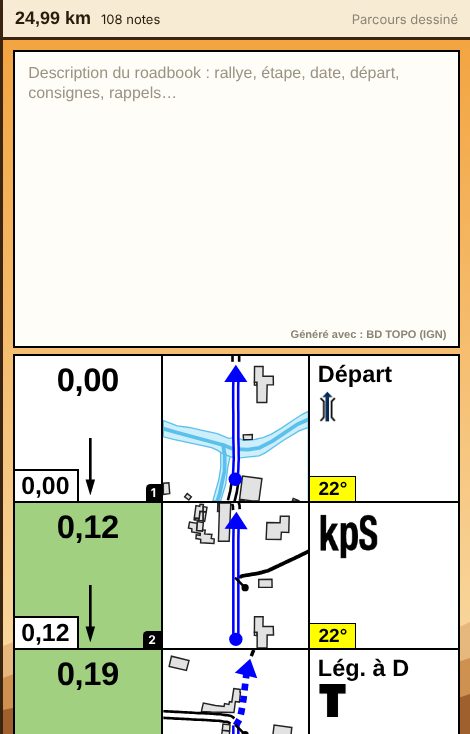 24,99 km 108 notes Parcours dessiné
Description du roadbook : rallye, étape, date, départ,
consignes, rappels…
Généré avec : BD TOPO (IGN)
0,00
Départ
0,00
1
22°
0,12
kpS
0,12
2
22°
0,19
Lég. à D
T